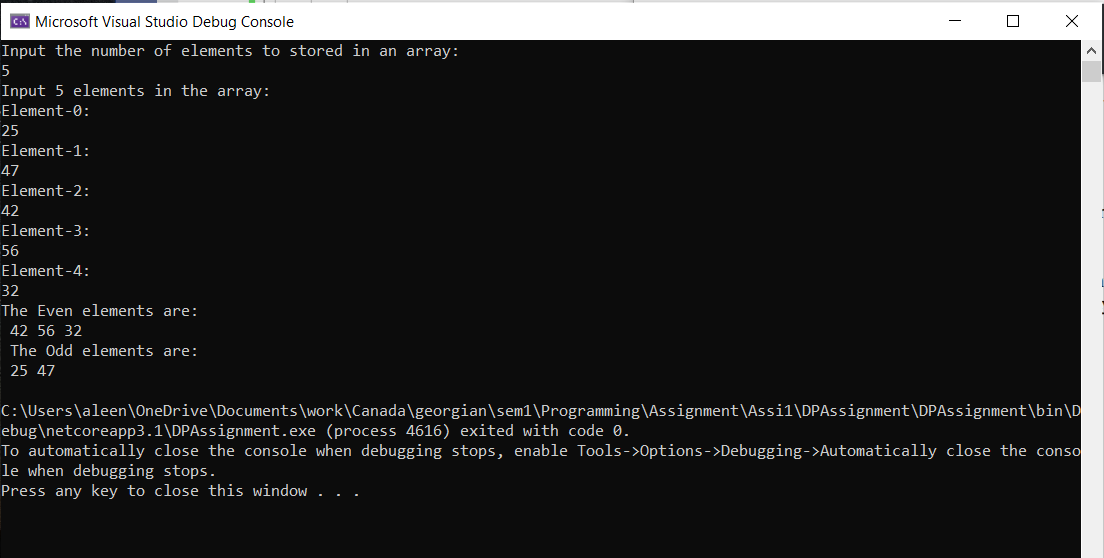 Microsoft Visual Studio Debug Console
Input the number of elements to stored in an array:
5
Input 5 elements in the array:
Element-0:
25
Element-1:
47
Element-2:
42
Element-3:
56
Element-4:
32
The Even elements are:
 42 56 32
 The Odd elements are:
 25 47
C:\Users\aleen\OneDrive\Documents\work\Canada\georgian\sem1\Programming\Assignment\Assi1\DPAssignment\DPAssignment\bin\D
ebug\netcoreapp3.1\DPAssignment.exe (process 4616) exited with code 0.
To automatically close the console when debugging stops, enable Tools->Options->Debugging->Automatically close the conso
le when debugging stops.
Press any key to close this window . . .